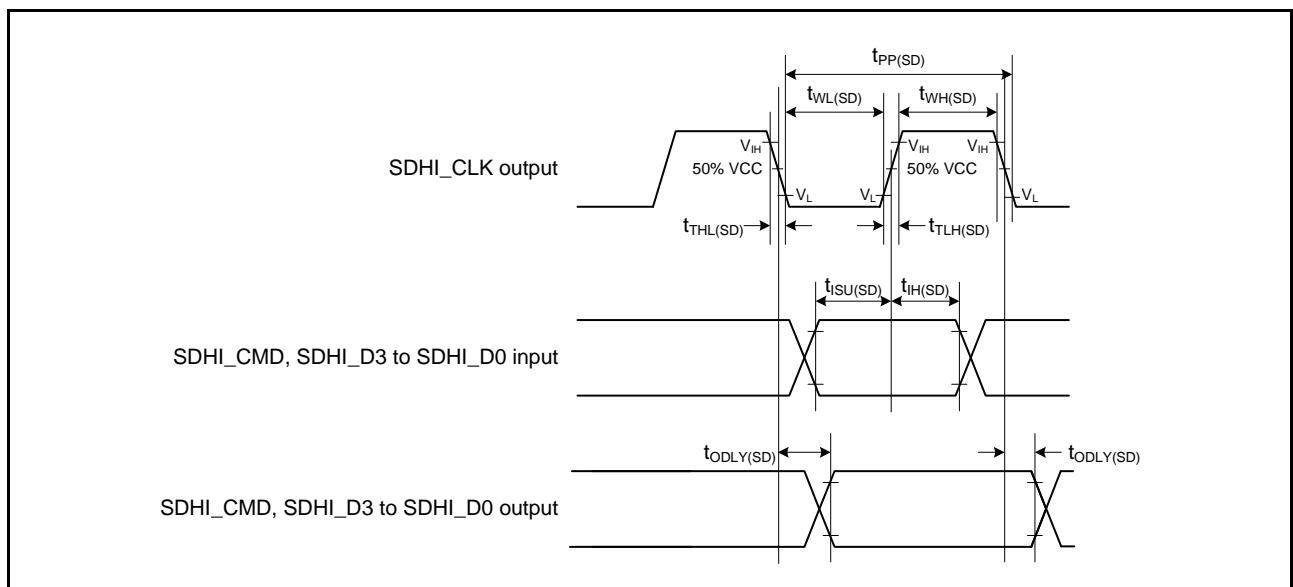 tPP(SD)
tWL(SD) tWH(SD)
SDHI_CLK output
VIH VIH VIH
50% VCC 50% VCC
VL VL VL
tTHL(SD) tTLH(SD)
tISU(SD) tIH(SD)
SDHI_CMD, SDHI_D3 to SDHI_D0 input
tODLY(SD) tODLY(SD)
SDHI_CMD, SDHI_D3 to SDHI_D0 output